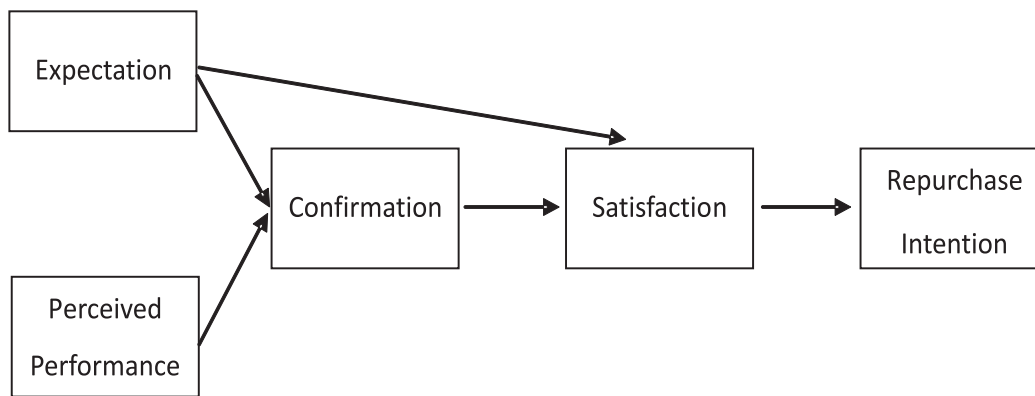 Expectation
Confirmation
Satisfaction
Repurchase
Intention
Perceived
Performance